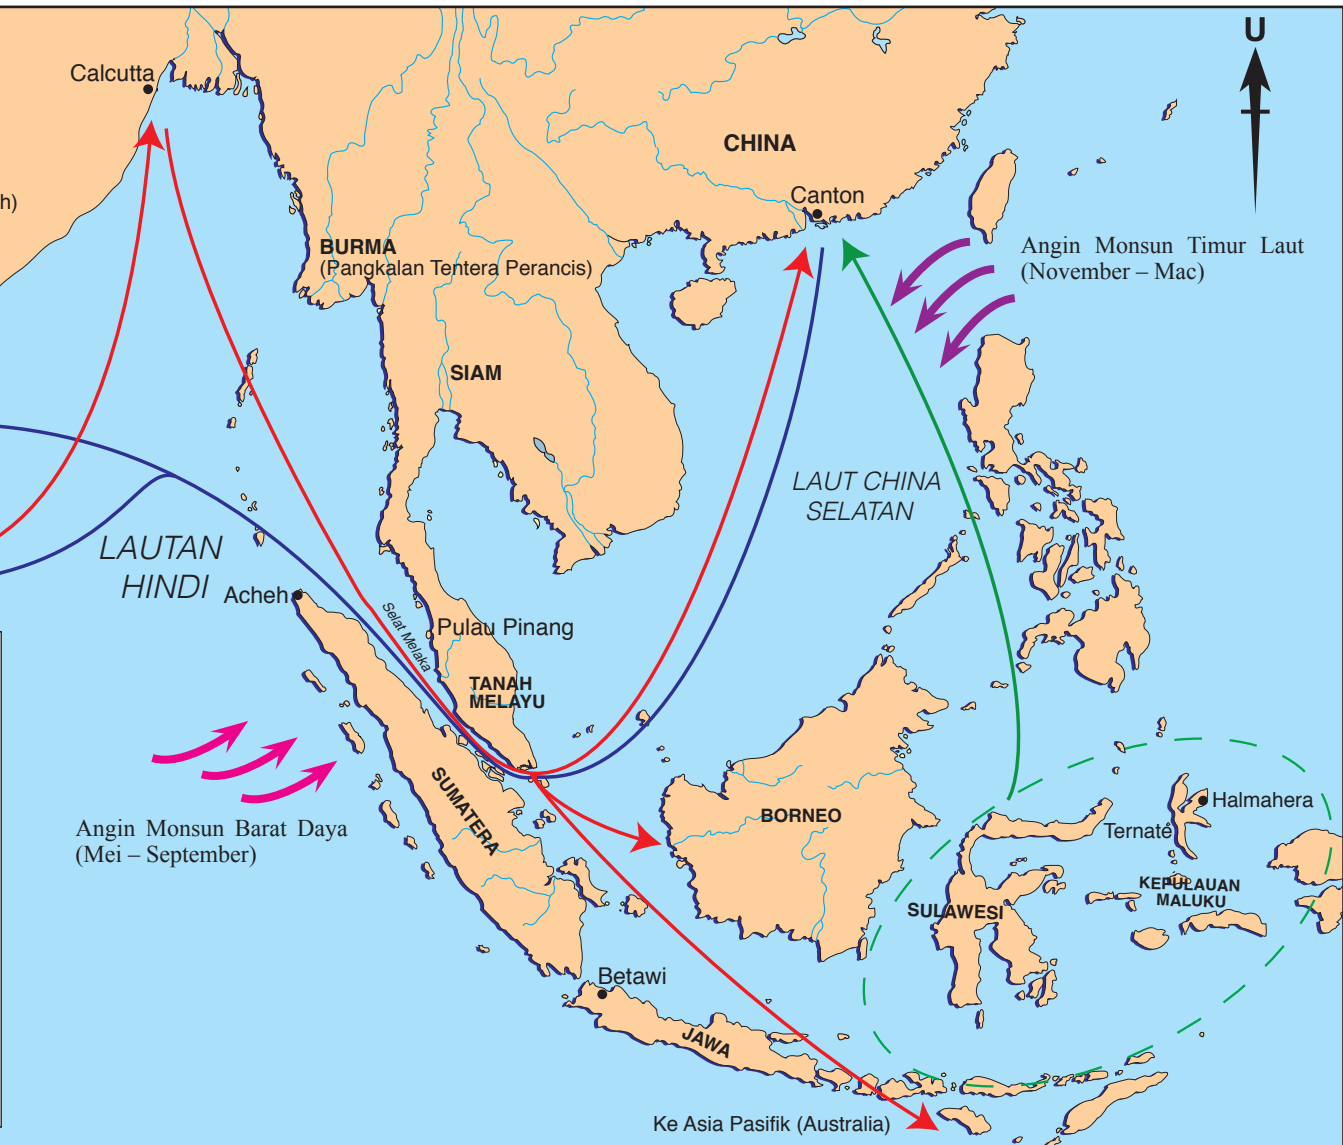 U
Calcutta
CHINA
Canton
h)
BURMA
(Pangkalan Tentera Perancis)
Angin Monsun Timur Laut
(November – Mac)
SIAM
LAUT CHINA
SELATAN
LAUTAN
HINDI
Acheh
Selat Melaka
Pulau Pinang
TANAH
MELAYU
SUMATERA
BORNEO
Halmahera
Ternate
Angin Monsun Barat Daya
(Mei – September)
KEPULAUAN
MALUKU
SULAWESI
Betawi
JAWA
Ke Asia Pasifik (Australia)